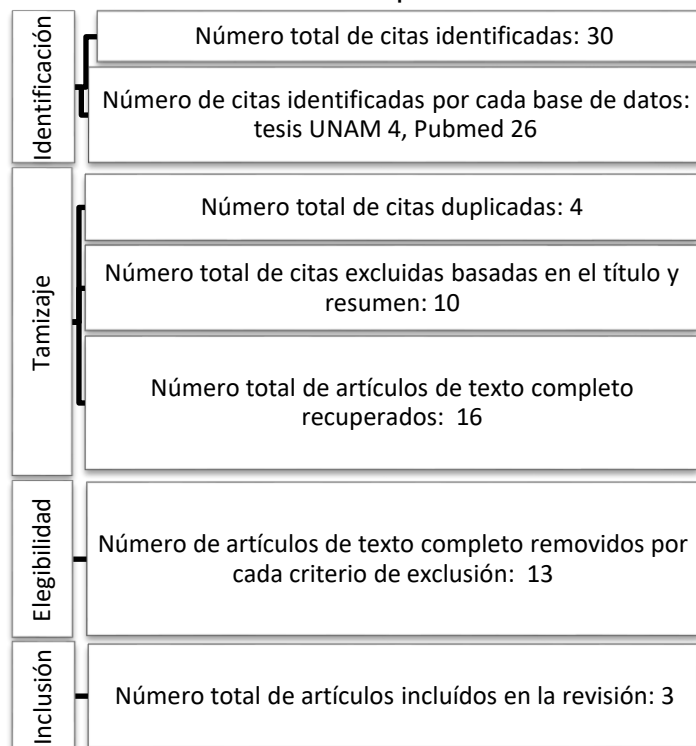 Identificación
Número total de citas identificadas: 30
Número de citas identificadas por cada base de datos:
tesis UNAM 4, Pubmed 26
Tamizaje
Número total de citas duplicadas: 4
Número total de citas excluidas basadas en el título y
resumen: 10
Número total de artículos de texto completo
recuperados: 16
Elegibilidad
Número de artículos de texto completo removidos por
cada criterio de exclusión: 13
Inclusión
Número total de artículos incluídos en la revisión: 3